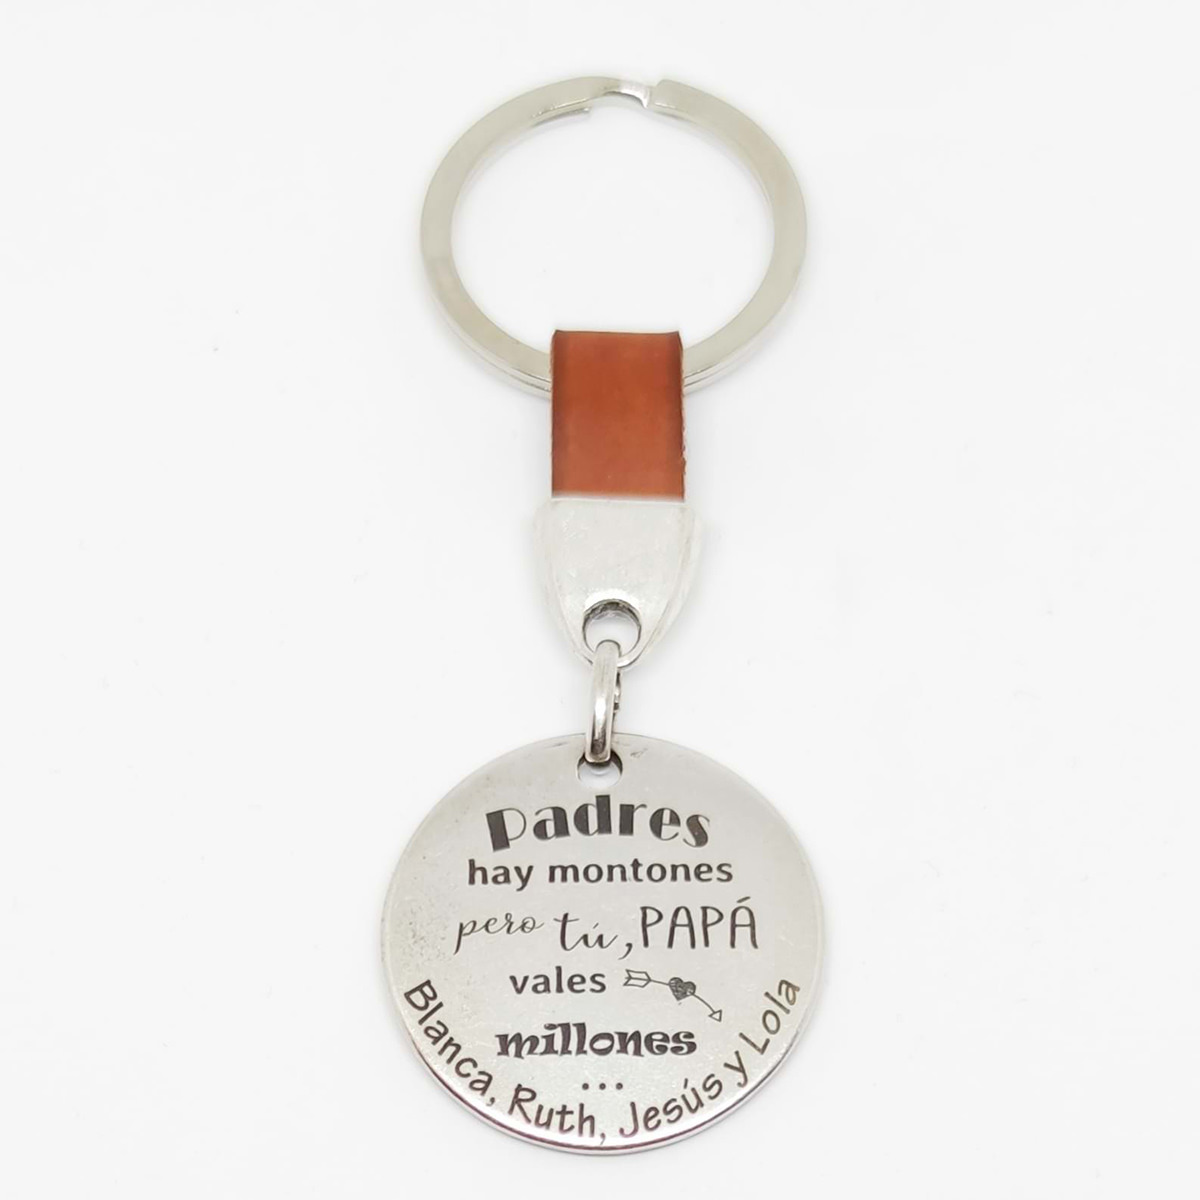 Padres
hay montones
pero tú, PAPÁ
vales
millones
...
Blanca, Ruth, Jesús y Lola